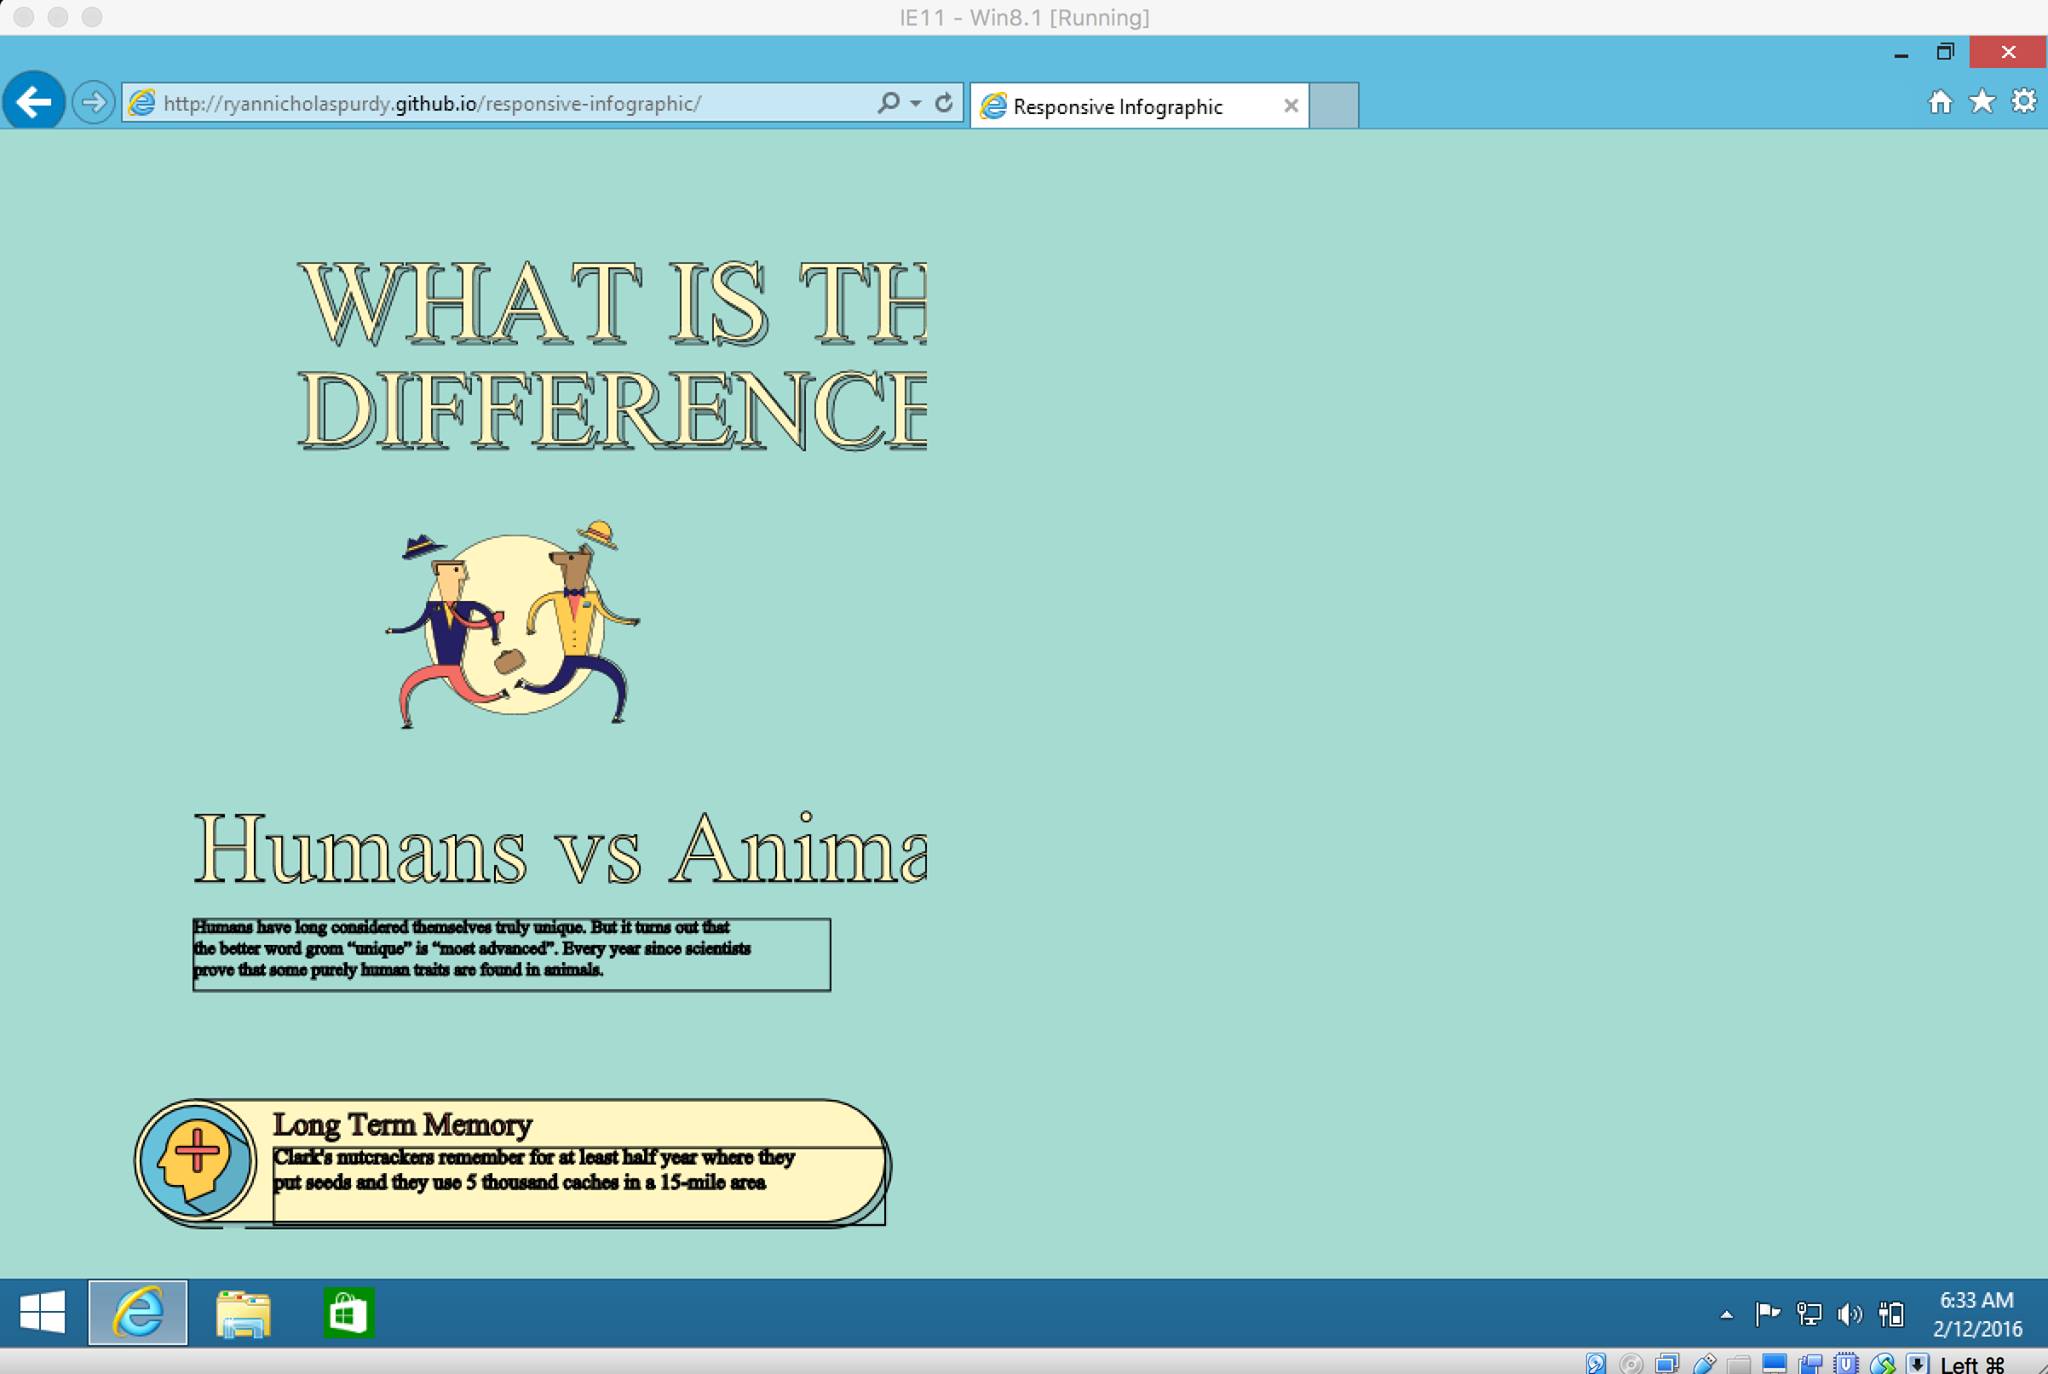 IE11 - Win8.1 [Running]
http://ryannicholaspurdy.github.io/responsive-infographic/
Responsive Infographic
WHAT IS TH
DIFFERENCE
Humans vs Anima
Humans have long considered themselves truly unique. But it turns out that
the better word grom “unique” is “most advanced”. Every year since scientists
prove that some purely human traits are found in animals.
Long Term Memory
Clark's nutcrackers remember for at least half year where they
put seeds and they use 5 thousand caches in a 15-mile area
6:33 AM
2/12/2016
Left ⌘